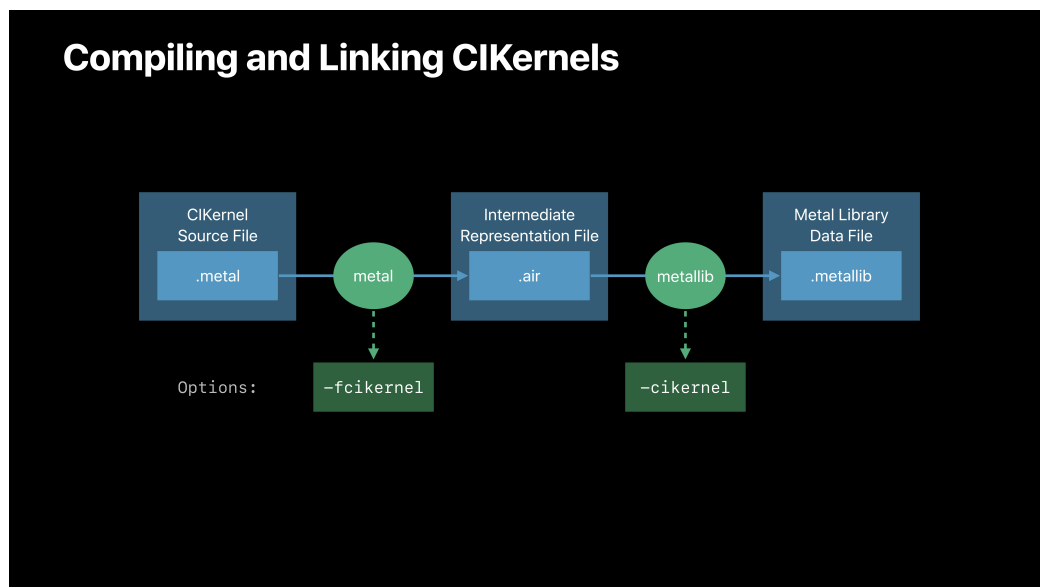 Compiling and Linking CIKernels
CIKernel
Source File
.metal
metal
Intermediate
Representation File
.air
metallib
Metal Library
Data File
.metallib
Options:
-fcikernel
-cikernel